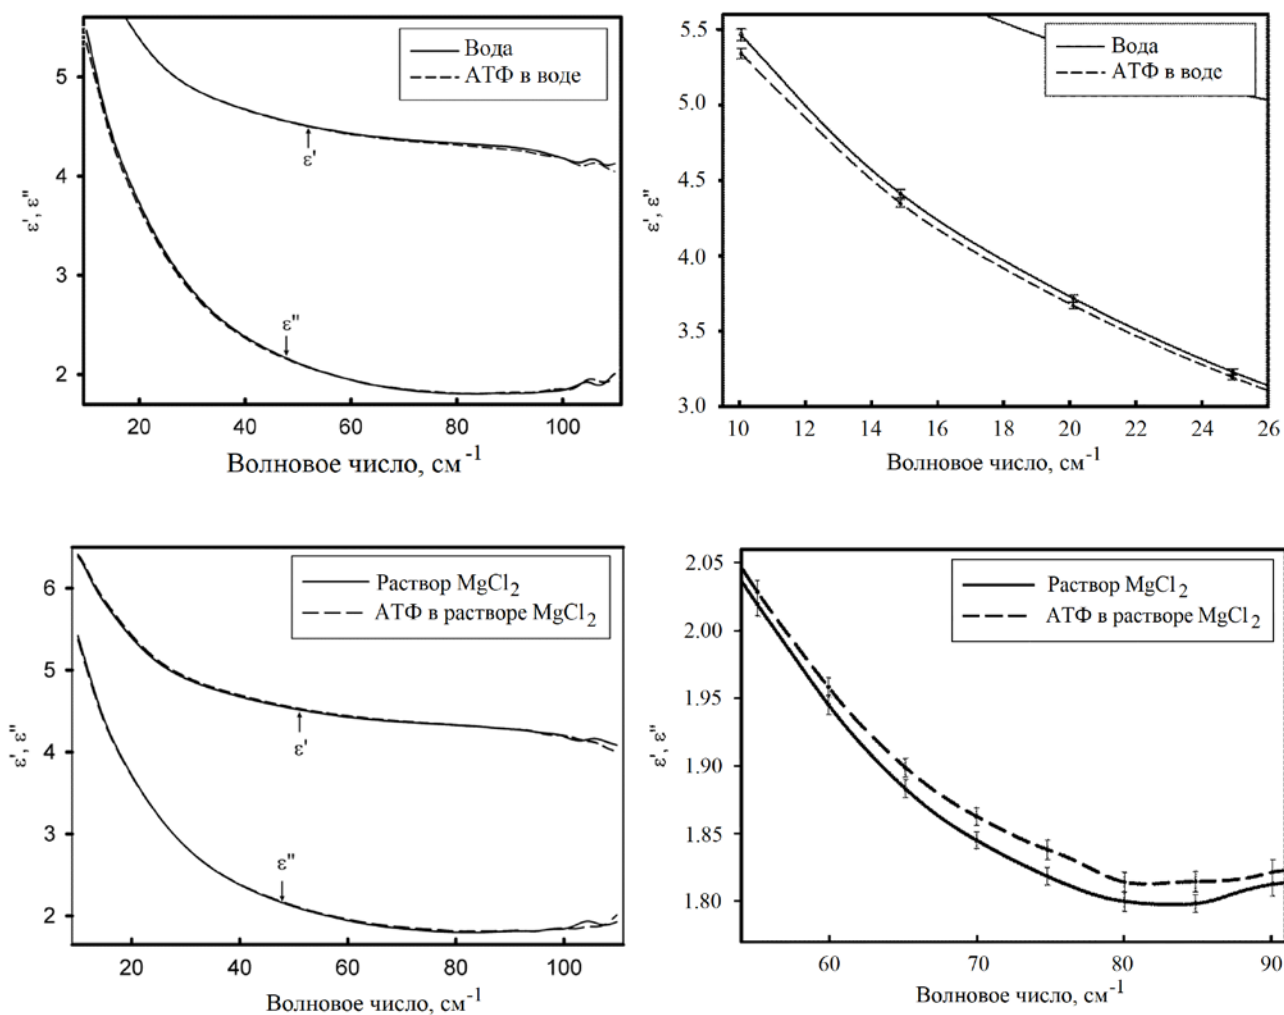 5
4
3
2
20
40
60
80
100
ε', ε"
Вода
АТФ в воде
ε'
ε"
Волновое число, см-1
5.5
5.0
4.5
4.0
3.5
3.0
10
12
14
16
18
20
22
24
26
ε', ε"
Вода
АТФ в воде
Волновое число, см-1
6
5
4
3
2
20
40
60
80
100
ε', ε"
Раствор MgCl2
АТФ в растворе MgCl2
ε'
ε"
Волновое число, см-1
2.05
2.00
1.95
1.90
1.85
1.80
60
70
80
90
ε', ε"
Раствор MgCl2
АТФ в растворе MgCl2
Волновое число, см-1